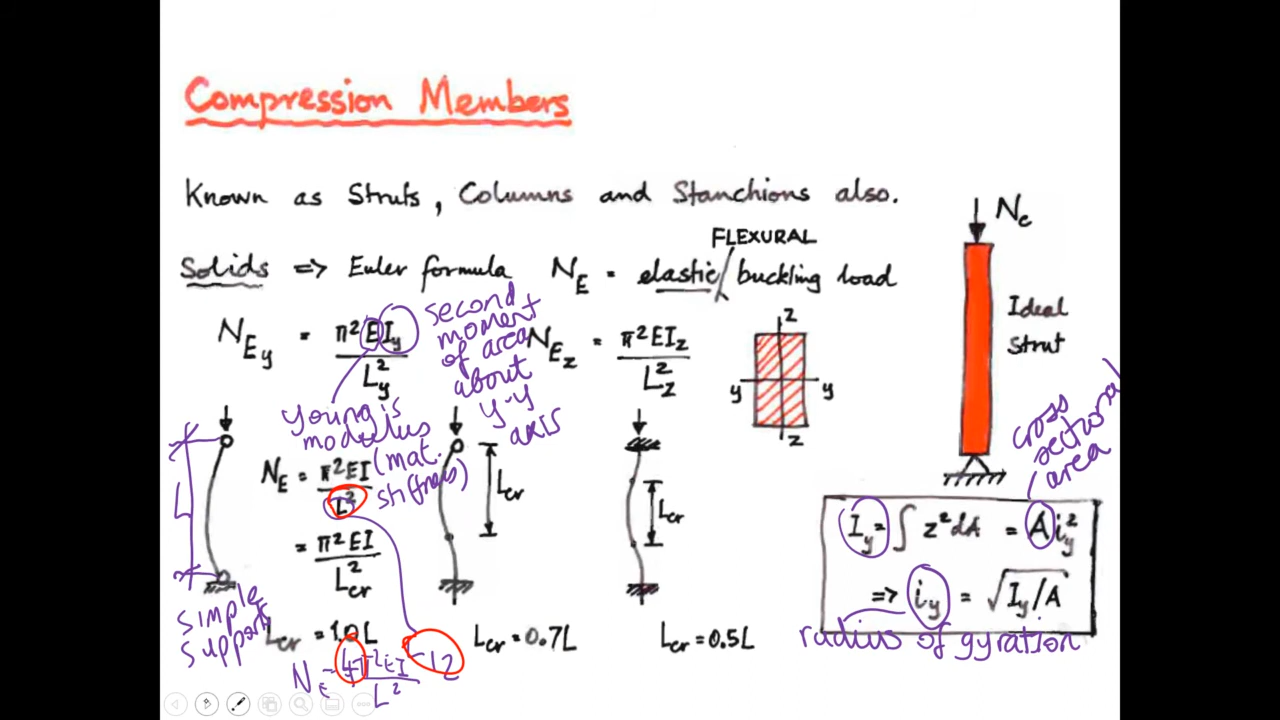 Compression Members
Known as Struts, Columns and Stanchions also.
N_c
FLEXURAL
Solids => Euler formula N_E = elastic / buckling load
N_Ey = π²EI_y / L_y²
second moment of area about y-y axis
N_Ez = π²EI_z / L_z²
z
y y
z
Ideal
Strut
Young is modulus (mat. stiffness)
cross sectional area
L
N_E = π²EI / L²
= π²EI / L_cr²
L_cr
L_cr
I_y = ∫ z² dA = A i_y²
=> i_y = √I_y/A
radius of gyration
simple supports
L_cr = 1.0L
L_cr = 0.7L
L_cr = 0.5L